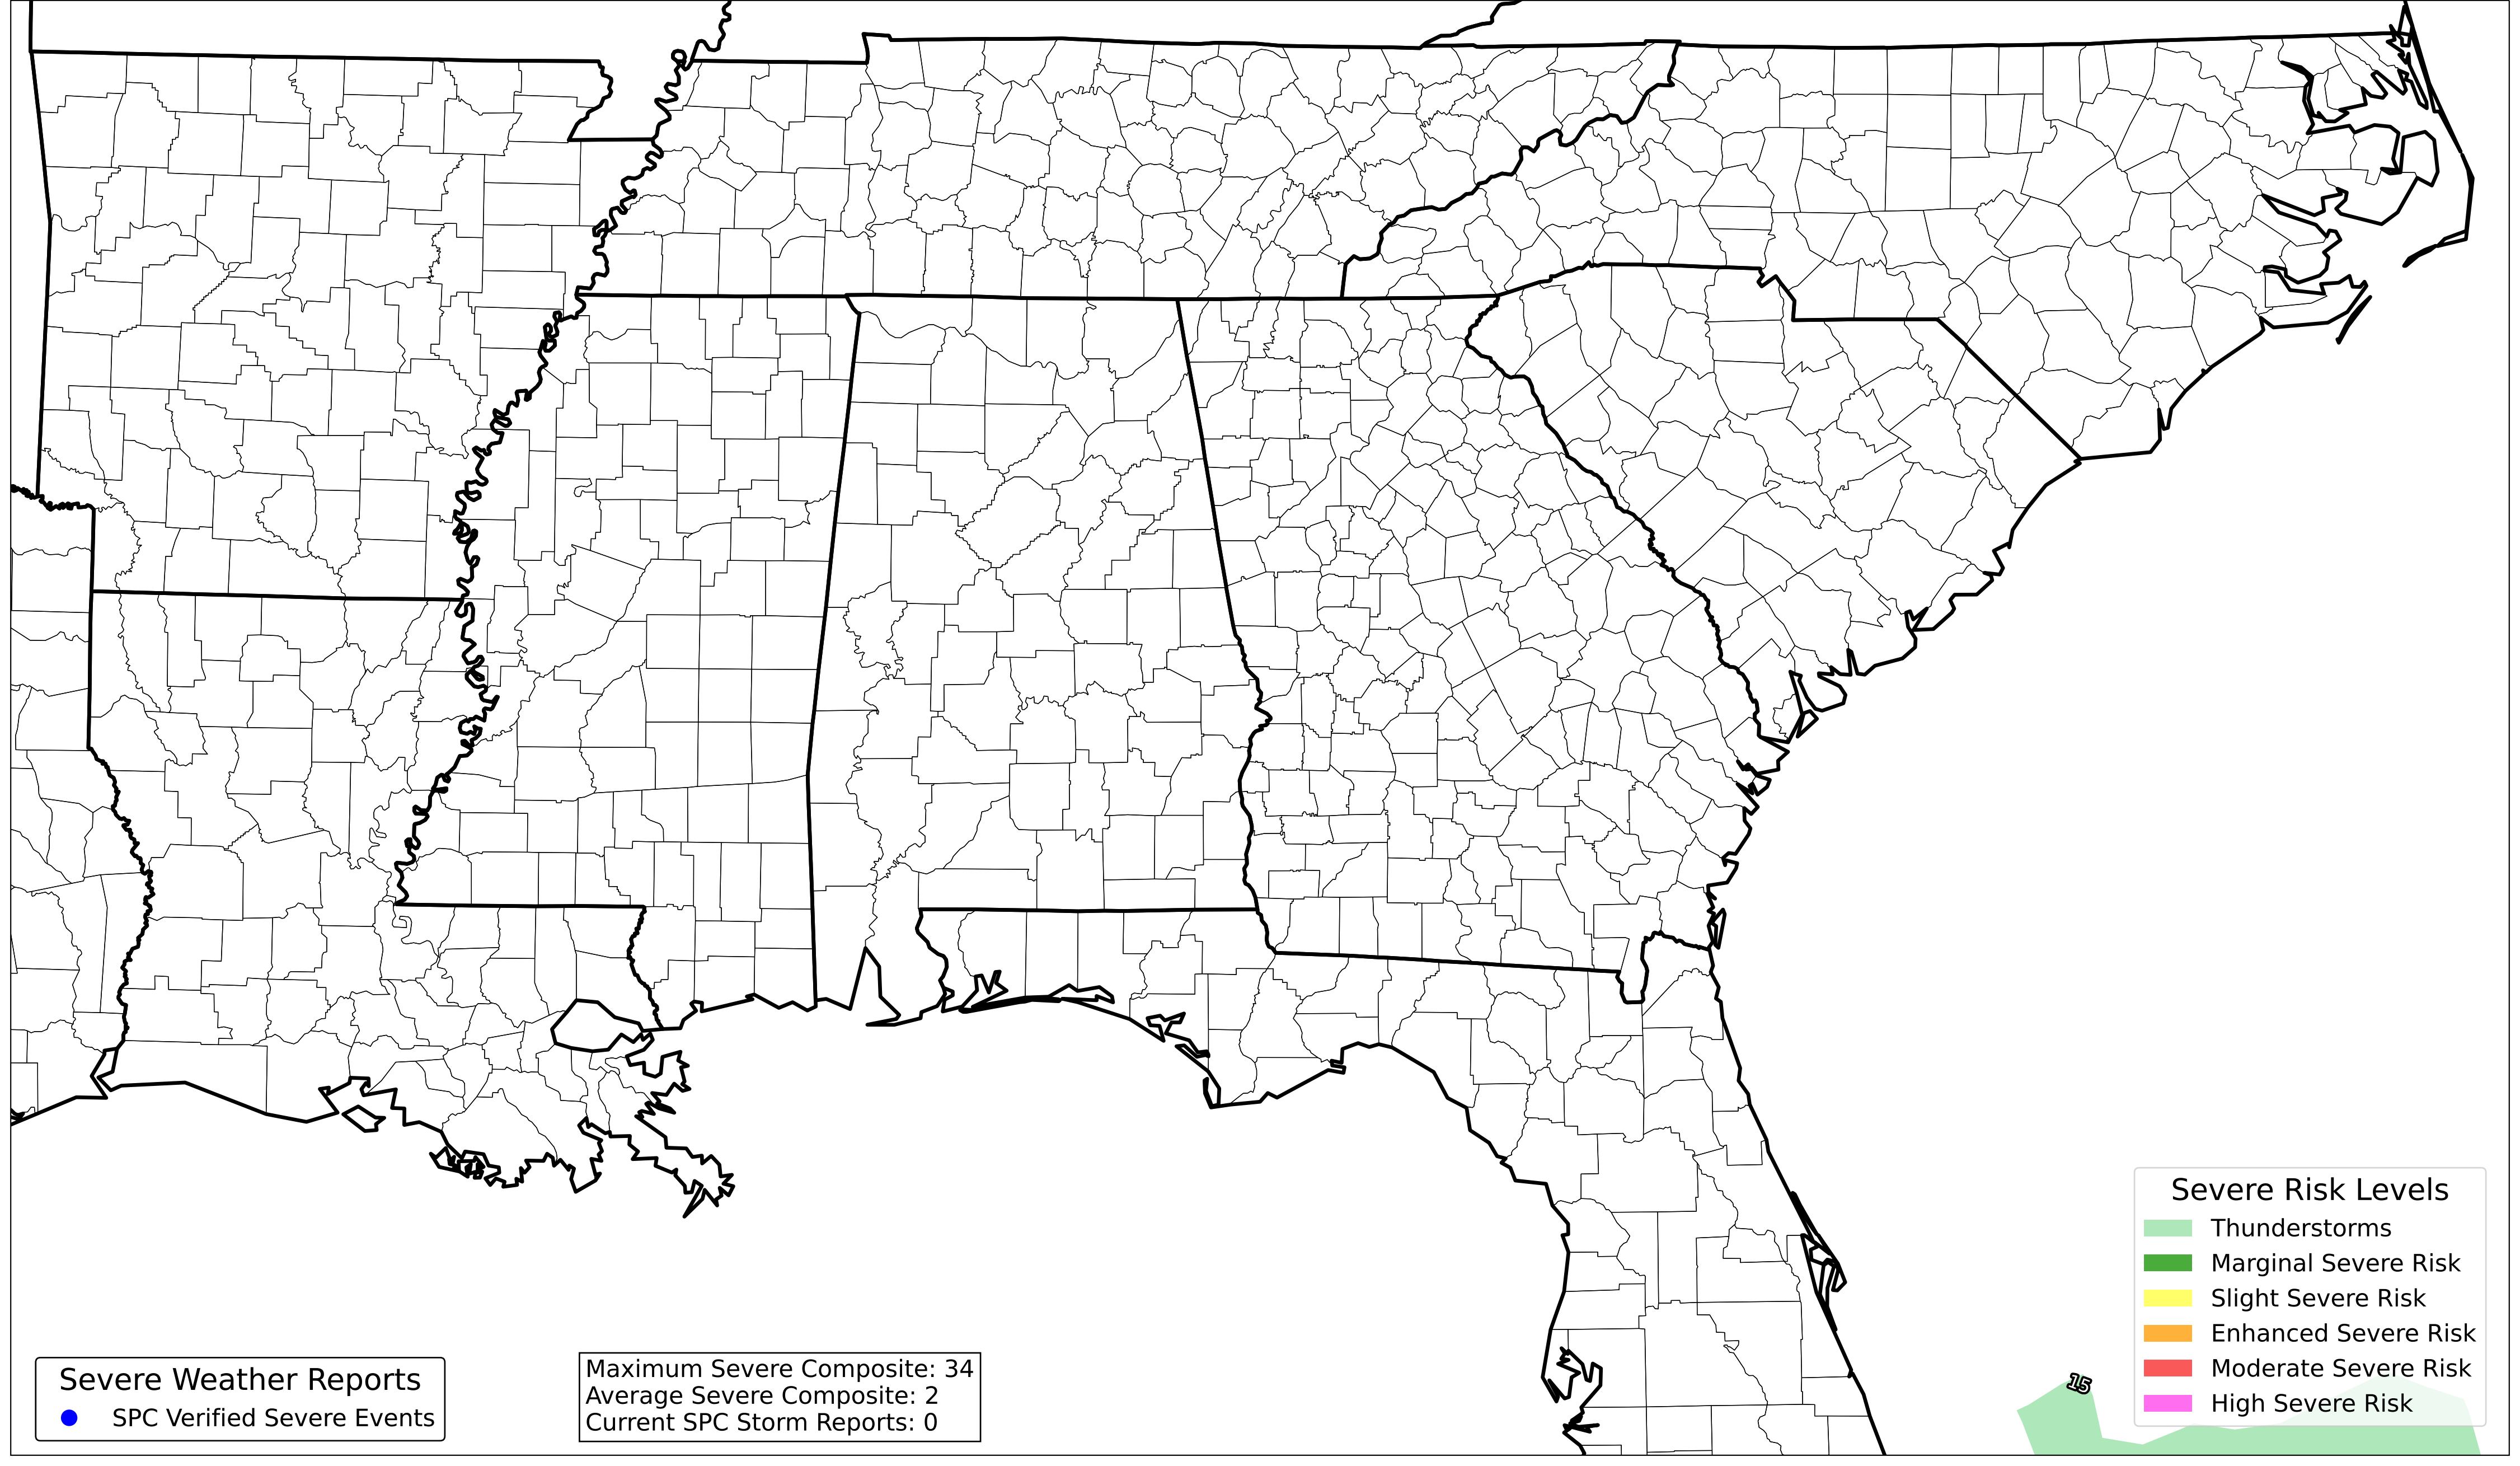 Severe Risk Levels
Thunderstorms
Marginal Severe Risk
Slight Severe Risk
Enhanced Severe Risk
Moderate Severe Risk
High Severe Risk
15
Severe Weather Reports
SPC Verified Severe Events
Maximum Severe Composite: 34
Average Severe Composite: 2
Current SPC Storm Reports: 0